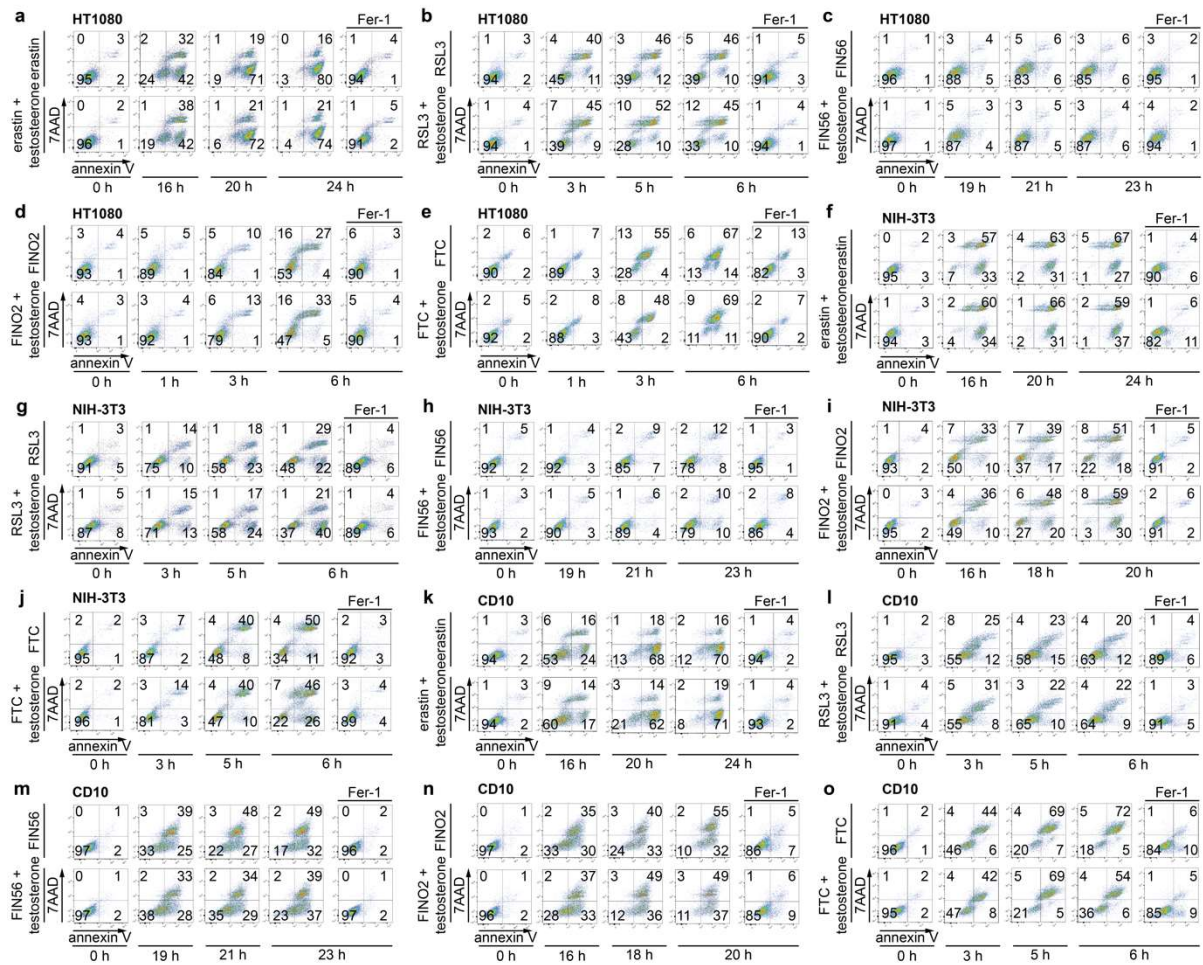 a HT1080 Fer-1
erastin
0 3 2 32 1 19 0 16 1 4
95 2 24 42 9 71 3 80 94 1
erastin +
testosteerone
7AAD
0 2 1 38 1 21 1 21 1 5
96 1 19 42 6 72 4 74 91 2
annexin V
0 h 16 h 20 h 24 h
b HT1080 Fer-1
RSL3
1 3 4 40 3 46 5 46 1 5
94 2 45 11 39 12 39 10 91 3
RSL3 +
testosterone
7AAD
1 4 7 45 10 52 12 45 1 4
94 1 39 9 28 10 33 10 94 1
annexin V
0 h 3 h 5 h 6 h
c HT1080 Fer-1
FIN56
1 1 3 4 5 6 3 6 3 2
96 1 88 5 83 6 85 6 95 1
FIN56 +
testosterone
7AAD
1 1 5 3 3 5 3 4 4 2
97 1 87 4 87 5 87 6 94 1
annexin V
0 h 19 h 21 h 23 h
d HT1080 Fer-1
FINO2
3 4 5 5 5 10 16 27 6 3
93 1 89 1 84 1 53 4 90 1
FINO2 +
testosterone
7AAD
4 3 3 4 6 13 16 33 5 4
93 1 92 1 79 1 47 5 90 1
annexin V
0 h 1 h 3 h 6 h
e HT1080 Fer-1
FTC
2 6 1 7 13 55 6 67 2 13
90 2 89 3 28 4 13 14 82 3
FTC +
testosterone
7AAD
2 5 2 8 8 48 9 69 2 7
92 2 88 3 43 2 11 11 90 2
annexin V
0 h 1 h 3 h 6 h
f NIH-3T3 Fer-1
erastin
0 2 3 57 4 63 5 67 1 4
95 3 7 33 2 31 1 27 90 6
erastin +
testosteerone
7AAD
1 3 2 60 1 66 2 59 1 6
94 3 4 34 2 31 1 37 82 11
annexin V
0 h 16 h 20 h 24 h
g NIH-3T3 Fer-1
RSL3
1 3 1 14 1 18 1 29 1 4
91 5 75 10 58 23 48 22 89 6
RSL3 +
testosterone
7AAD
1 5 1 15 1 17 1 21 1 4
87 8 71 13 58 24 37 40 89 6
annexin V
0 h 3 h 5 h 6 h
h NIH-3T3 Fer-1
FIN56
1 5 1 4 2 9 2 12 1 3
92 2 92 3 85 7 78 8 95 1
FIN56 +
testosterone
7AAD
1 3 1 5 1 6 2 10 2 8
93 2 90 3 89 4 79 10 86 4
annexin V
0 h 19 h 21 h 23 h
i NIH-3T3 Fer-1
FINO2
1 4 7 33 7 39 8 51 1 5
93 2 50 10 37 17 22 18 91 2
FINO2 +
testosterone
7AAD
0 3 4 36 6 48 8 59 2 6
95 2 49 10 27 20 3 30 91 2
annexin V
0 h 16 h 18 h 20 h
j NIH-3T3 Fer-1
FTC
2 2 3 7 4 40 4 50 2 3
95 1 87 2 48 8 34 11 92 3
FTC +
testosterone
7AAD
2 2 3 14 4 40 7 46 3 4
96 1 81 3 47 10 22 26 89 4
annexin V
0 h 3 h 5 h 6 h
k CD10 Fer-1
erastin
1 3 6 16 1 18 2 16 1 4
94 2 53 24 13 68 12 70 94 2
erastin +
testosteerone
7AAD
1 3 9 14 3 14 2 19 1 4
94 2 60 17 21 62 8 71 93 2
annexin V
0 h 16 h 20 h 24 h
l CD10 Fer-1
RSL3
1 2 8 25 4 23 4 20 1 4
95 3 55 12 58 15 63 12 89 6
RSL3 +
testosterone
7AAD
1 4 5 31 3 22 4 22 1 3
91 4 55 8 65 10 64 9 91 5
annexin V
0 h 3 h 5 h 6 h
m CD10 Fer-1
FIN56
0 1 3 39 3 48 2 49 0 2
97 2 33 25 22 27 17 32 96 2
FIN56 +
testosterone
7AAD
0 1 2 33 2 34 2 39 0 1
97 2 38 28 35 29 23 37 97 2
annexin V
0 h 19 h 21 h 23 h
n CD10 Fer-1
FINO2
0 1 2 35 3 40 2 55 1 5
97 2 33 30 24 33 10 32 86 7
FINO2 +
testosterone
7AAD
0 1 2 37 3 49 3 49 1 6
96 2 28 33 12 36 11 37 85 9
annexin V
0 h 16 h 18 h 20 h
o CD10 Fer-1
FTC
1 2 4 44 4 69 5 72 1 6
96 1 46 6 20 7 18 5 84 10
FTC +
testosterone
7AAD
1 2 4 42 5 69 4 54 1 5
95 2 47 8 21 5 36 6 85 9
annexin V
0 h 3 h 5 h 6 h